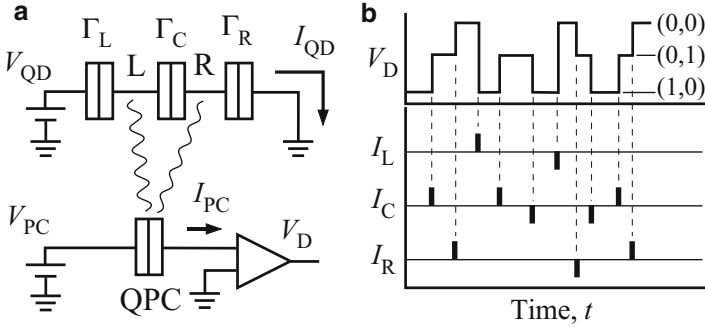 a
Γ_L Γ_C Γ_R
L R
I_QD
V_QD
V_PC
I_PC
V_D
QPC
b
V_D
(0,0)
(0,1)
(1,0)
I_L
I_C
I_R
Time, t